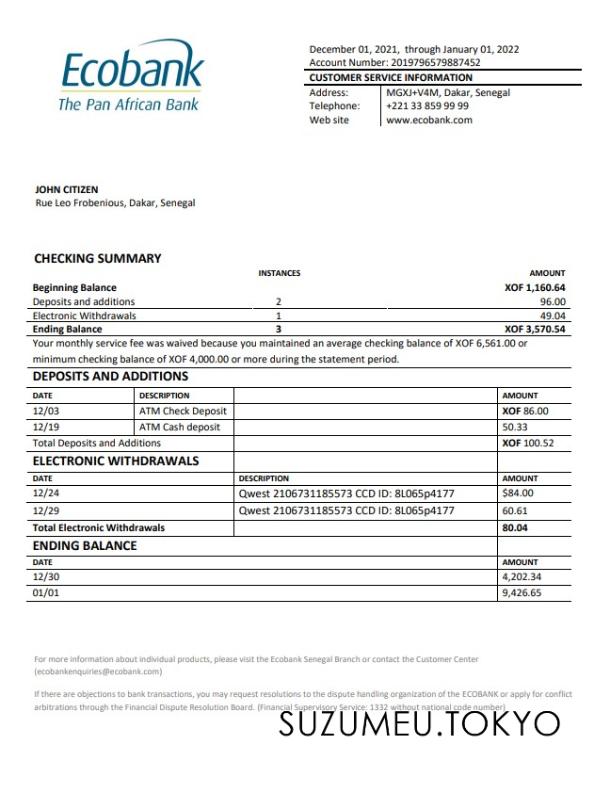 Ecobank
The Pan African Bank
December 01, 2021, through January 01, 2022
Account Number: 2019796579887452
CUSTOMER SERVICE INFORMATION
Address: MGXJ+V4M, Dakar, Senegal
Telephone: +221 33 859 99 99
Web site www.ecobank.com
JOHN CITIZEN
Rue Leo Frobenious, Dakar, Senegal
CHECKING SUMMARY
INSTANCES AMOUNT
Beginning Balance XOF 1,160.64
Deposits and additions 2 96.00
Electronic Withdrawals 1 49.04
Ending Balance 3 XOF 3,570.54
Your monthly service fee was waived because you maintained an average checking balance of XOF 6,561.00 or
minimum checking balance of XOF 4,000.00 or more during the statement period.
DEPOSITS AND ADDITIONS
DATE DESCRIPTION AMOUNT
12/03 ATM Check Deposit XOF 86.00
12/19 ATM Cash deposit 50.33
Total Deposits and Additions XOF 100.52
ELECTRONIC WITHDRAWALS
DATE DESCRIPTION AMOUNT
12/24 Qwest 2106731185573 CCD ID: 8L065p4177 $84.00
12/29 Qwest 2106731185573 CCD ID: 8L065p4177 60.61
Total Electronic Withdrawals 80.04
ENDING BALANCE
DATE AMOUNT
12/30 4,202.34
01/01 9,426.65
For more information about individual products, please visit the Ecobank Senegal Branch or contact the Customer Center
(ecobankenquiries@ecobank.com)
If there are objections to bank transactions, you may request resolutions to the dispute handling organization of the ECOBANK or apply for conflict
arbitrations through the Financial Dispute Resolution Board. (Financial Supervisory Service: 1332 without national code number)
SUZUMEU.TOKYO